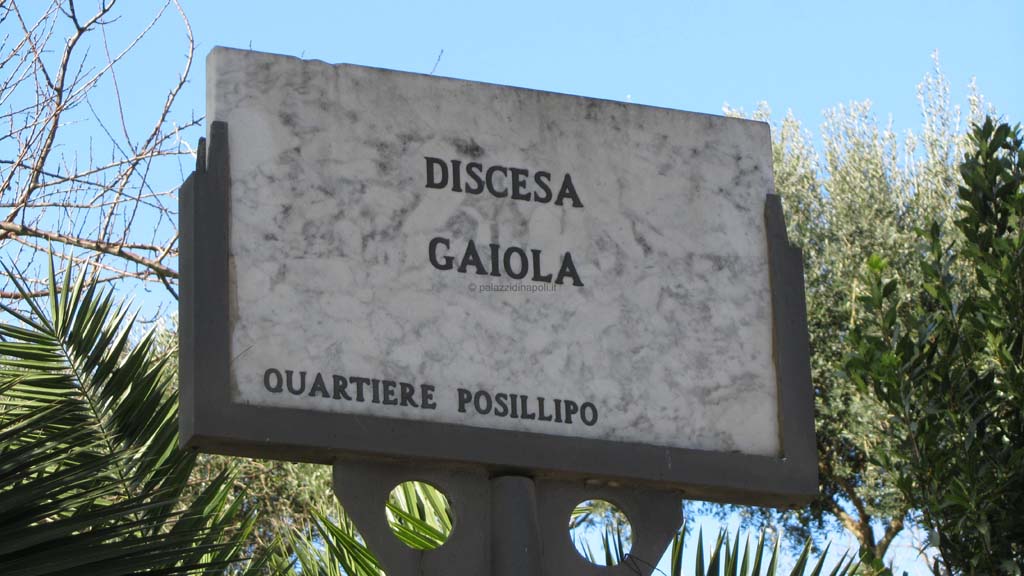 DISCESA
GAIOLA
© palazzidinapoli.it
QUARTIERE POSILLIPO